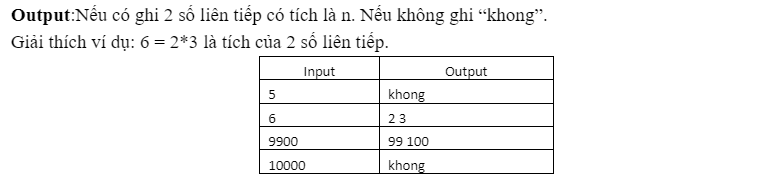 Output:Nếu có ghi 2 số liên tiếp có tích là n. Nếu không ghi “khong”.
Giải thích ví dụ: 6 = 2*3 là tích của 2 số liên tiếp.
Input Output
5 khong
6 2 3
9900 99 100
10000 khong